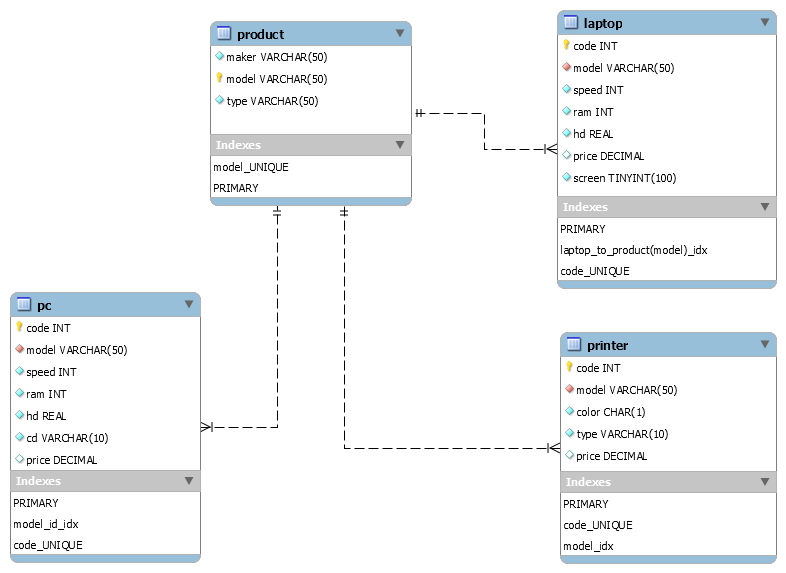 product
maker VARCHAR(50)
model VARCHAR(50)
type VARCHAR(50)
Indexes
model_UNIQUE
PRIMARY
laptop
code INT
model VARCHAR(50)
speed INT
ram INT
hd REAL
price DECIMAL
screen TINYINT(100)
Indexes
PRIMARY
laptop_to_product(model)_idx
code_UNIQUE
pc
code INT
model VARCHAR(50)
speed INT
ram INT
hd REAL
cd VARCHAR(10)
price DECIMAL
Indexes
PRIMARY
model_id_idx
code_UNIQUE
printer
code INT
model VARCHAR(50)
color CHAR(1)
type VARCHAR(10)
price DECIMAL
Indexes
PRIMARY
code_UNIQUE
model_idx